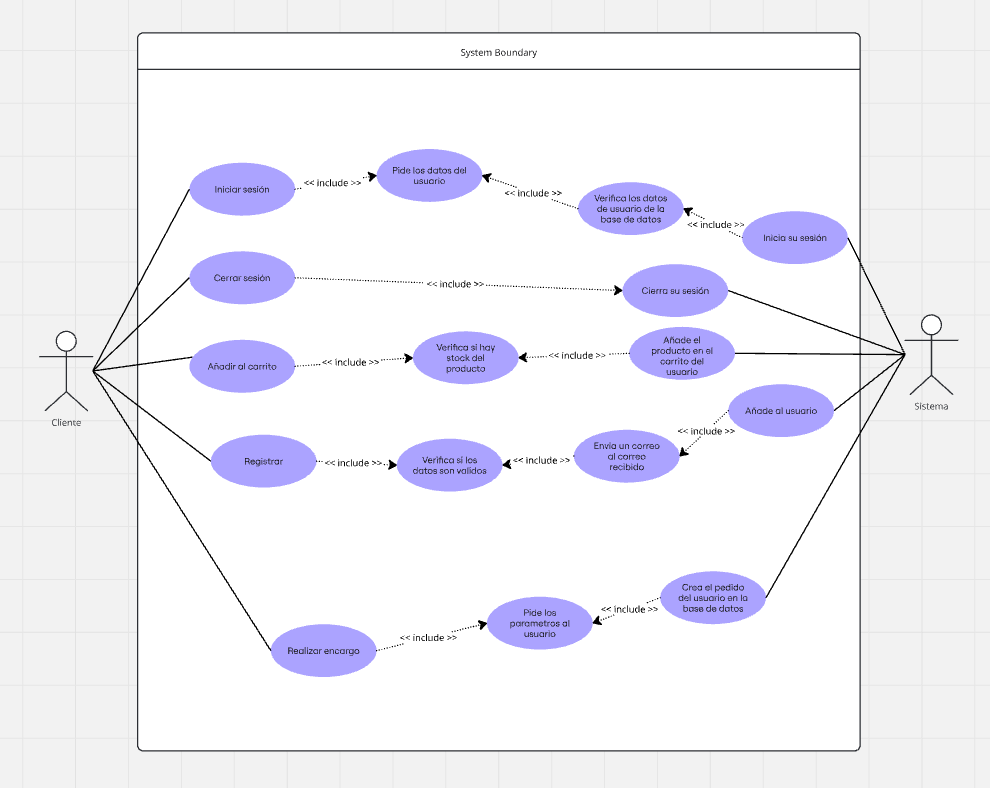 System Boundary
Iniciar sesión
<< include >>
Pide los datos del
usuario
<< include >>
Verifica los datos
de usuario de la
base de datos
<< include >>
Inicia su sesión
Cerrar sesión
<< include >>
Cierra su sesión
Añadir al carrito
<< include >>
Verifica si hay
stock del
producto
<< include >>
Añade el
producto en el
carrito del
usuario
Cliente
Sistema
Registrar
<< include >>
Verifica si los
datos son validos
<< include >>
Envia un correo
al correo
recibido
<< include >>
Añade al usuario
Realizar encargo
<< include >>
Pide los
parametros al
usuario
<< include >>
Crea el pedido
del usuario en la
base de datos